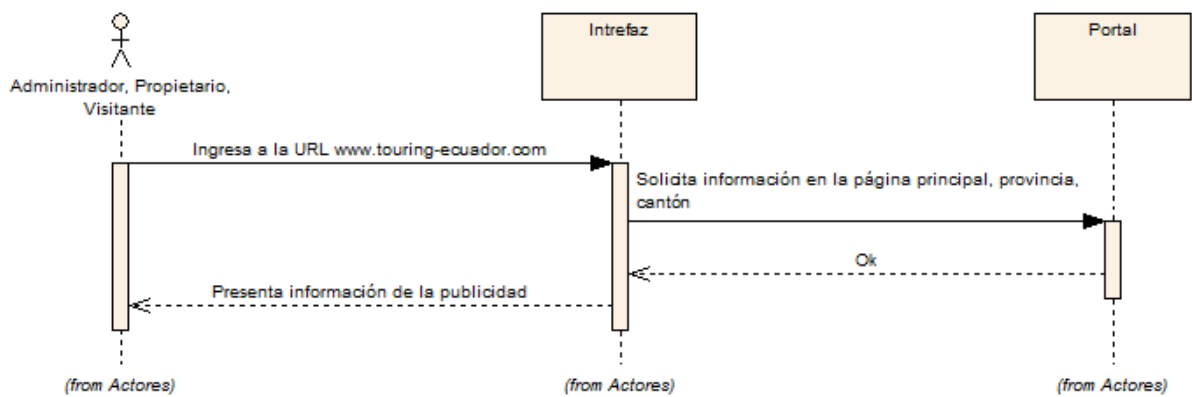 Intrefaz
Portal
Administrador, Propietario,
Visitante
Ingresa a la URL www.touring-ecuador.com
Solicita información en la página principal, provincia,
cantón
Ok
Presenta información de la publicidad
(from Actores)
(from Actores)
(from Actores)